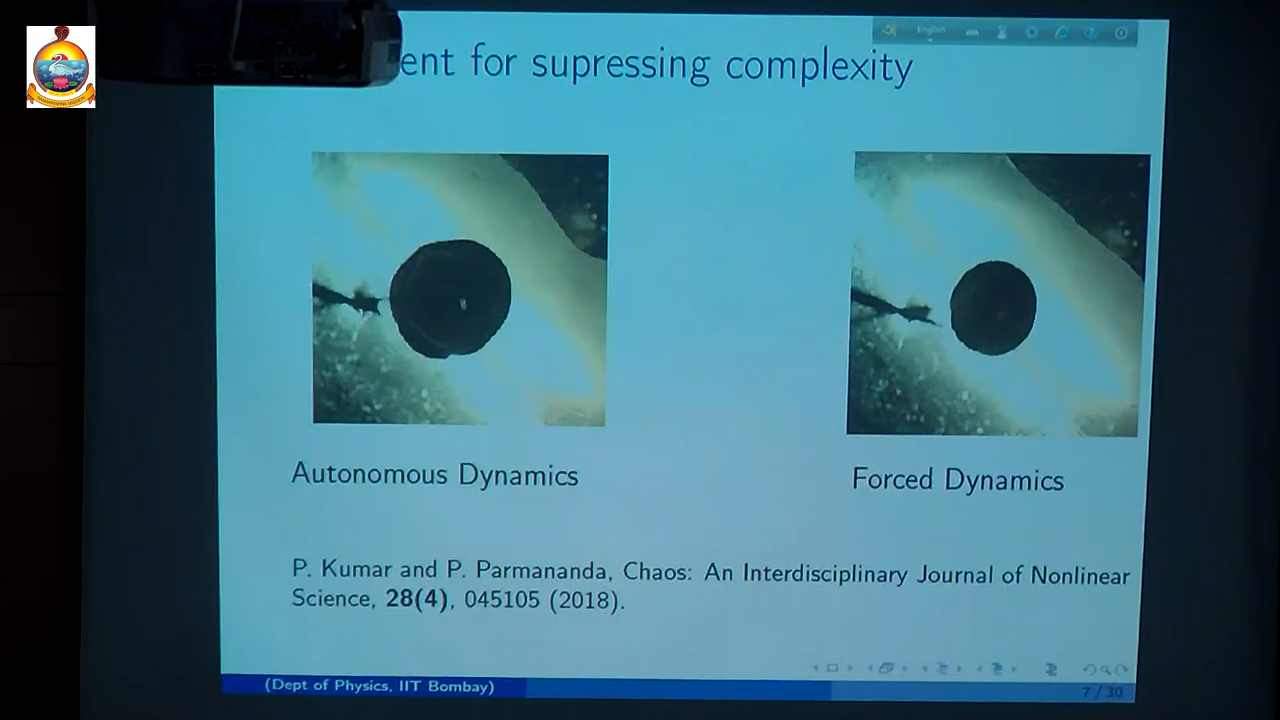 English
ent for supressing complexity
Autonomous Dynamics
Forced Dynamics
P. Kumar and P. Parmananda, Chaos: An Interdisciplinary Journal of Nonlinear
Science, 28(4), 045105 (2018).
(Dept of Physics, IIT Bombay)
7 / 30